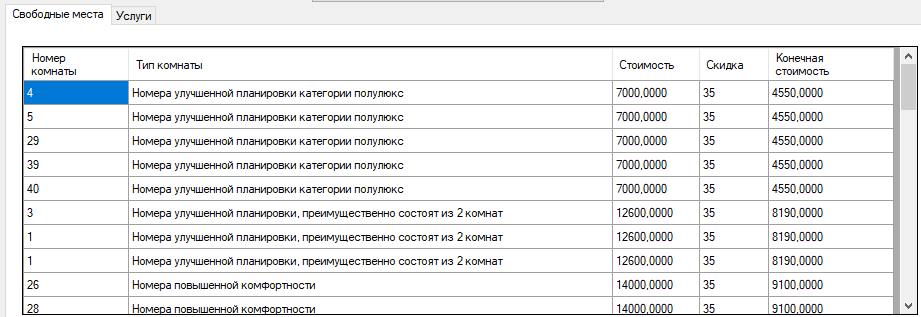 Свободные места Услуги
Номер комнаты Тип комнаты Стоимость Скидка Конечная стоимость
4 Номера улучшенной планировки категории полулюкс 7000,0000 35 4550,0000
5 Номера улучшенной планировки категории полулюкс 7000,0000 35 4550,0000
29 Номера улучшенной планировки категории полулюкс 7000,0000 35 4550,0000
39 Номера улучшенной планировки категории полулюкс 7000,0000 35 4550,0000
40 Номера улучшенной планировки категории полулюкс 7000,0000 35 4550,0000
3 Номера улучшенной планировки, преимущественно состоят из 2 комнат 12600,0000 35 8190,0000
1 Номера улучшенной планировки, преимущественно состоят из 2 комнат 12600,0000 35 8190,0000
1 Номера улучшенной планировки, преимущественно состоят из 2 комнат 12600,0000 35 8190,0000
26 Номера повышенной комфортности 14000,0000 35 9100,0000
28 Номера повышенной комфортности 14000,0000 35 9100,0000